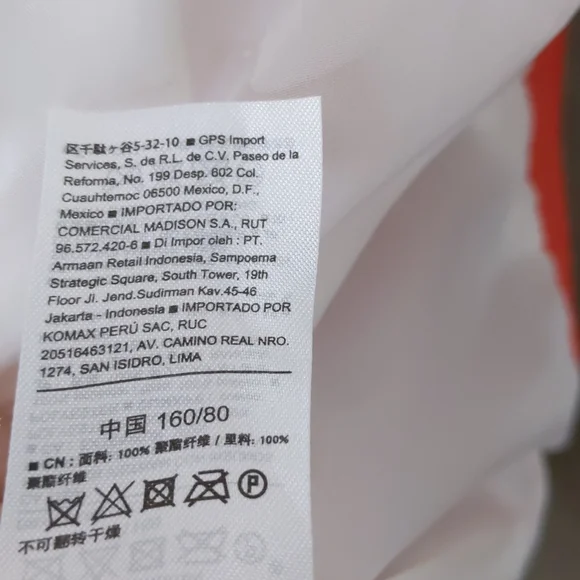 区千駄ヶ谷5-32-10 ■ GPS Import
Services, S. de R.L. de C.V. Paseo de la
Reforma, No. 199 Desp. 602 Col.
Cuauhtemoc 06500 Mexico, D.F.,
Mexico ■ IMPORTADO POR:
COMERCIAL MADISON S.A., RUT
96.572.420-6 ■ Di Impor oleh : PT.
Armaan Retail Indonesia, Sampoerna
Strategic Square, South Tower, 19th
Floor Jl. Jend.Sudirman Kav.45-46
Jakarta - Indonesia ■ IMPORTADO POR
KOMAX PERÚ SAC, RUC
20516463121, AV. CAMINO REAL NRO.
1274, SAN ISIDRO, LIMA
中国 160/80
■ CN : 面料: 100% 聚酯纤维 / 里料: 100%
聚酯纤维
P
不可翻转干燥